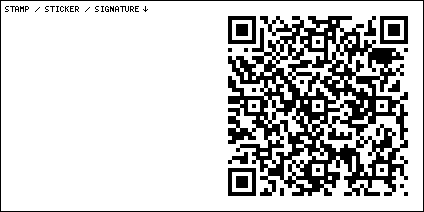 STAMP / STICKER / SIGNATURE ↓